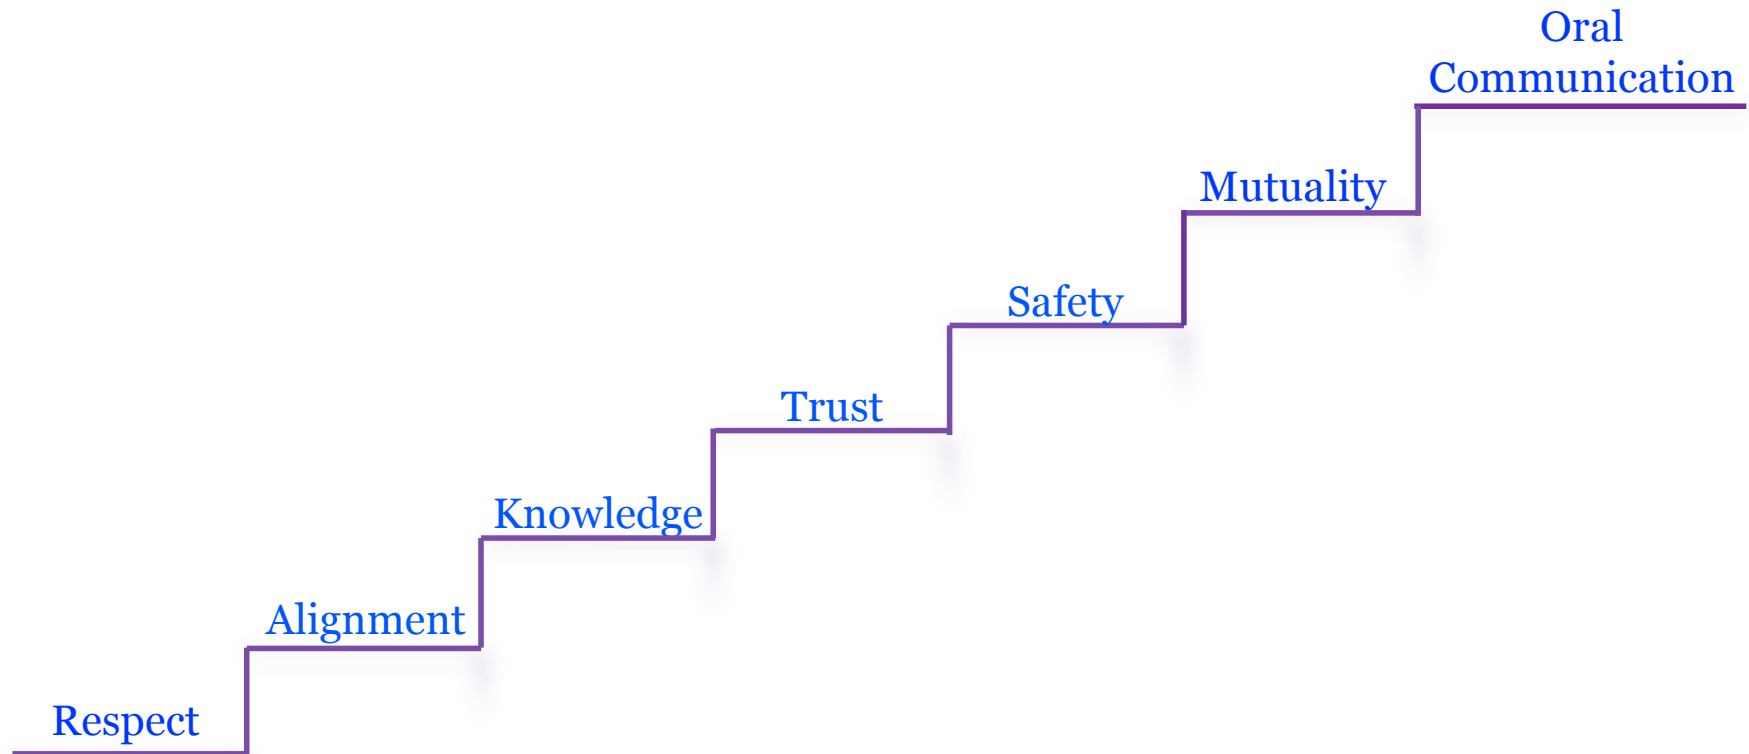 Oral
Communication
Mutuality
Safety
Trust
Knowledge
Alignment
Respect